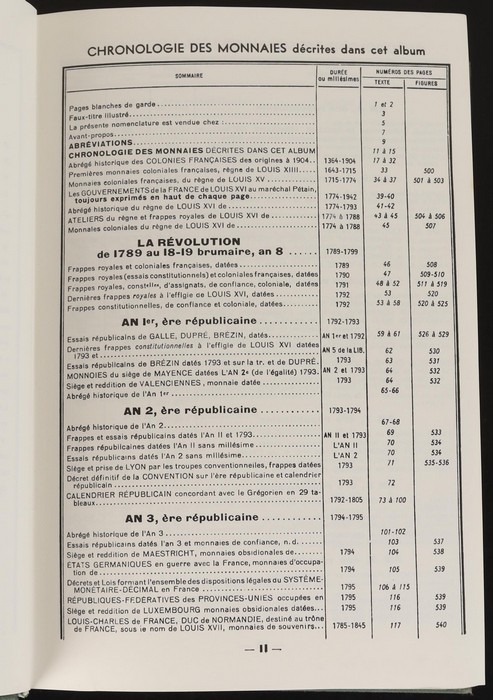 CHRONOLOGIE DES MONNAIES décrites dans cet album
SOMMAIRE
DURÉE ou millésimes
NUMÉROS DES PAGES
TEXTE FIGURES
Pages blanches de garde 1 et 2
Faux-titre illustré 3
La présente nomenclature est vendue chez 5
Avant-propos 7
ABRÉVIATIONS 9
CHRONOLOGIE DES MONNAIES DÉCRITES DANS CET ALBUM 11 à 15
Abrégé historique des COLONIES FRANÇAISES des origines à 1904 1364-1904 17 à 32
Premières monnaies coloniales françaises, règne de LOUIS XIII 1643-1715 33 500
Monnaies coloniales françaises, du règne de LOUIS XV 1715-1774 34 à 37 501 à 503
Les GOUVERNEMENTS de la FRANCE de LOUIS XVI au maréchal Pétain,
toujours exprimés en haut de chaque page 1774-1942 39-40
Abrégé historique du règne de LOUIS XVI de 1774-1793 41-42
ATELIERS du règne et frappes royales de LOUIS XVI de 1774 à 1788 43 à 45 504 à 506
Monnaies coloniales du règne de LOUIS XVI de 1774 à 1788 45 507
LA RÉVOLUTION
de 1789 au 18-19 brumaire, an 8 1789-1799
Frappes royales et coloniales françaises, datées 1789 46 508
Frappes royales (essais constitutionnels) et coloniales françaises, datées 1790 47 509-510
Frappes royales, constelles, d'assignats, de confiance, coloniale, datées 1791 48 à 52 511 à 519
Dernières frappes royales à l'effigie de LOUIS XVI, datées 1792 53 520
Frappes constitutionnelles, de confiance et coloniales, datées 1792 53 à 58 520 à 525
AN Ier, ère républicaine 1792-1793
Essais républicains de GALLE, DUPRÉ, BRÉZIN, datés AN 1er et 1792 59 à 61 526 à 529
Dernières frappes constitutionnelles à l'effigie de LOUIS XVI datées
1793 et AN 5 de la LIB. 62 530
Essais républicains de BRÉZIN datés 1793 et sur la tr. et de DUPRÉ. 1793 63 531
MONNOIES du siège de MAYENCE datées L'AN 2e (de l'égalité) 1793. AN 2 et 1793 64 532
Siège et reddition de VALENCIENNES, monnaie datée 1793 64 532
Abrégé historique de l'An 1er 65-66
AN 2, ère républicaine 1793-1794
Abrégé historique de l'An 2 67-68
Frappes et essais républicains datés l'An II et 1793 AN II et 1793 69 533
Frappes républicaines datées l'An II sans millésime L'AN II 70 534
Essais républicains datés l'An 2 sans millésime L'AN 2 70 534
Siège et prise de LYON par les troupes conventionnelles, frappes datées 1793 71 535-536
Décret définitif de la CONVENTION sur l'ère républicaine et calendrier
républicain 1793 72
CALENDRIER RÉPUBLICAIN concordant avec le Grégorien en 29 ta-
bleaux 1792-1805 73 à 100
AN 3, ère républicaine 1794-1795
Abrégé historique de l'An 3 101-102
Essais républicains datés l'an 3 et monnaies de confiance, n. d. 103 537
Siège et reddition de MAESTRICHT, monnaies obsidionales de 1794 104 538
ÉTATS GERMANIQUES en guerre avec la France, monnaies d'occupa-
tion de 1794 105 539
Décrets et Lois formant l'ensemble des dispositions légales du SYSTÈME-
MONÉTAIRE-DÉCIMAL en France 1795 106 à 115
RÉPUBLIQUES-FÉDÉRATIVES des PROVINCES-UNIES occupées en 1795 116 539
Siège et reddition de LUXEMBOURG monnaies obsidionales datées 1795 116 539
LOUIS-CHARLES de FRANCE, DUC de NORMANDIE, destiné au trône
de FRANCE, sous le nom de LOUIS XVII, monnaies de souvenirs 1785-1845 117 540
— 11 —